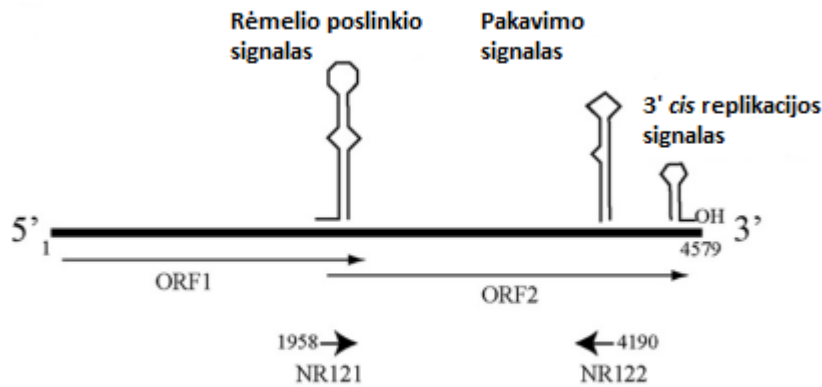 Rėmelio poslinkio
signalas
Pakavimo
signalas
3' cis replikacijos
signalas
OH
5’
3’
1
4579
ORF1
ORF2
1958
4190
NR121
NR122